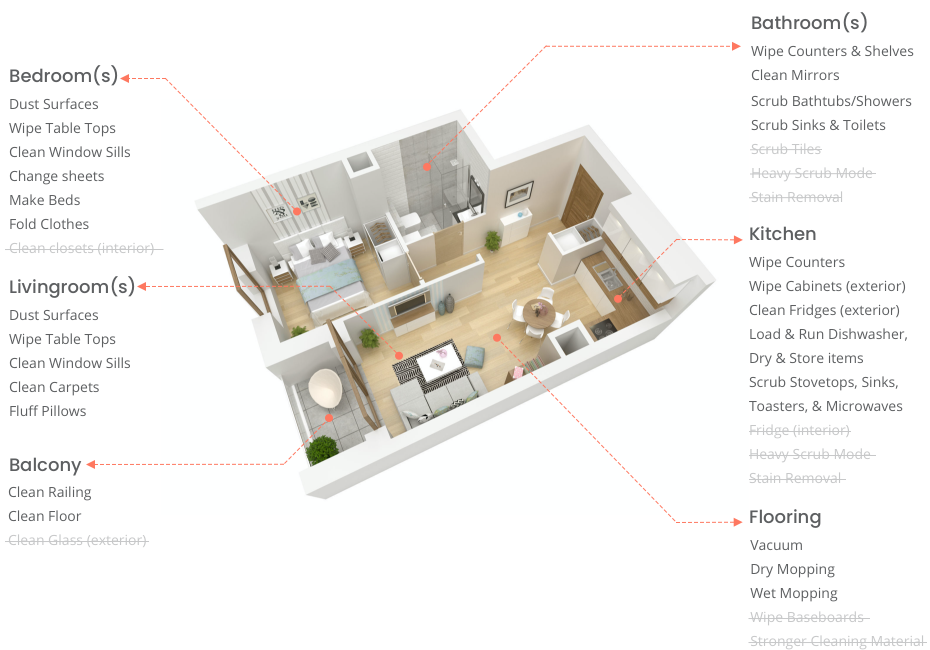 Bedroom(s)
Dust Surfaces
Wipe Table Tops
Clean Window Sills
Change sheets
Make Beds
Fold Clothes
Clean closets (interior)
Livingroom(s)
Dust Surfaces
Wipe Table Tops
Clean Window Sills
Clean Carpets
Fluff Pillows
Balcony
Clean Railing
Clean Floor
Clean Glass (exterior)
Bathroom(s)
Wipe Counters & Shelves
Clean Mirrors
Scrub Bathtubs/Showers
Scrub Sinks & Toilets
Scrub Tiles
Heavy Scrub Mode
Stain Removal
Kitchen
Wipe Counters
Wipe Cabinets (exterior)
Clean Fridges (exterior)
Load & Run Dishwasher,
Dry & Store items
Scrub Stovetops, Sinks,
Toasters, & Microwaves
Fridge (interior)
Heavy Scrub Mode
Stain Removal
Flooring
Vacuum
Dry Mopping
Wet Mopping
Wipe Baseboards
Stronger Cleaning Material